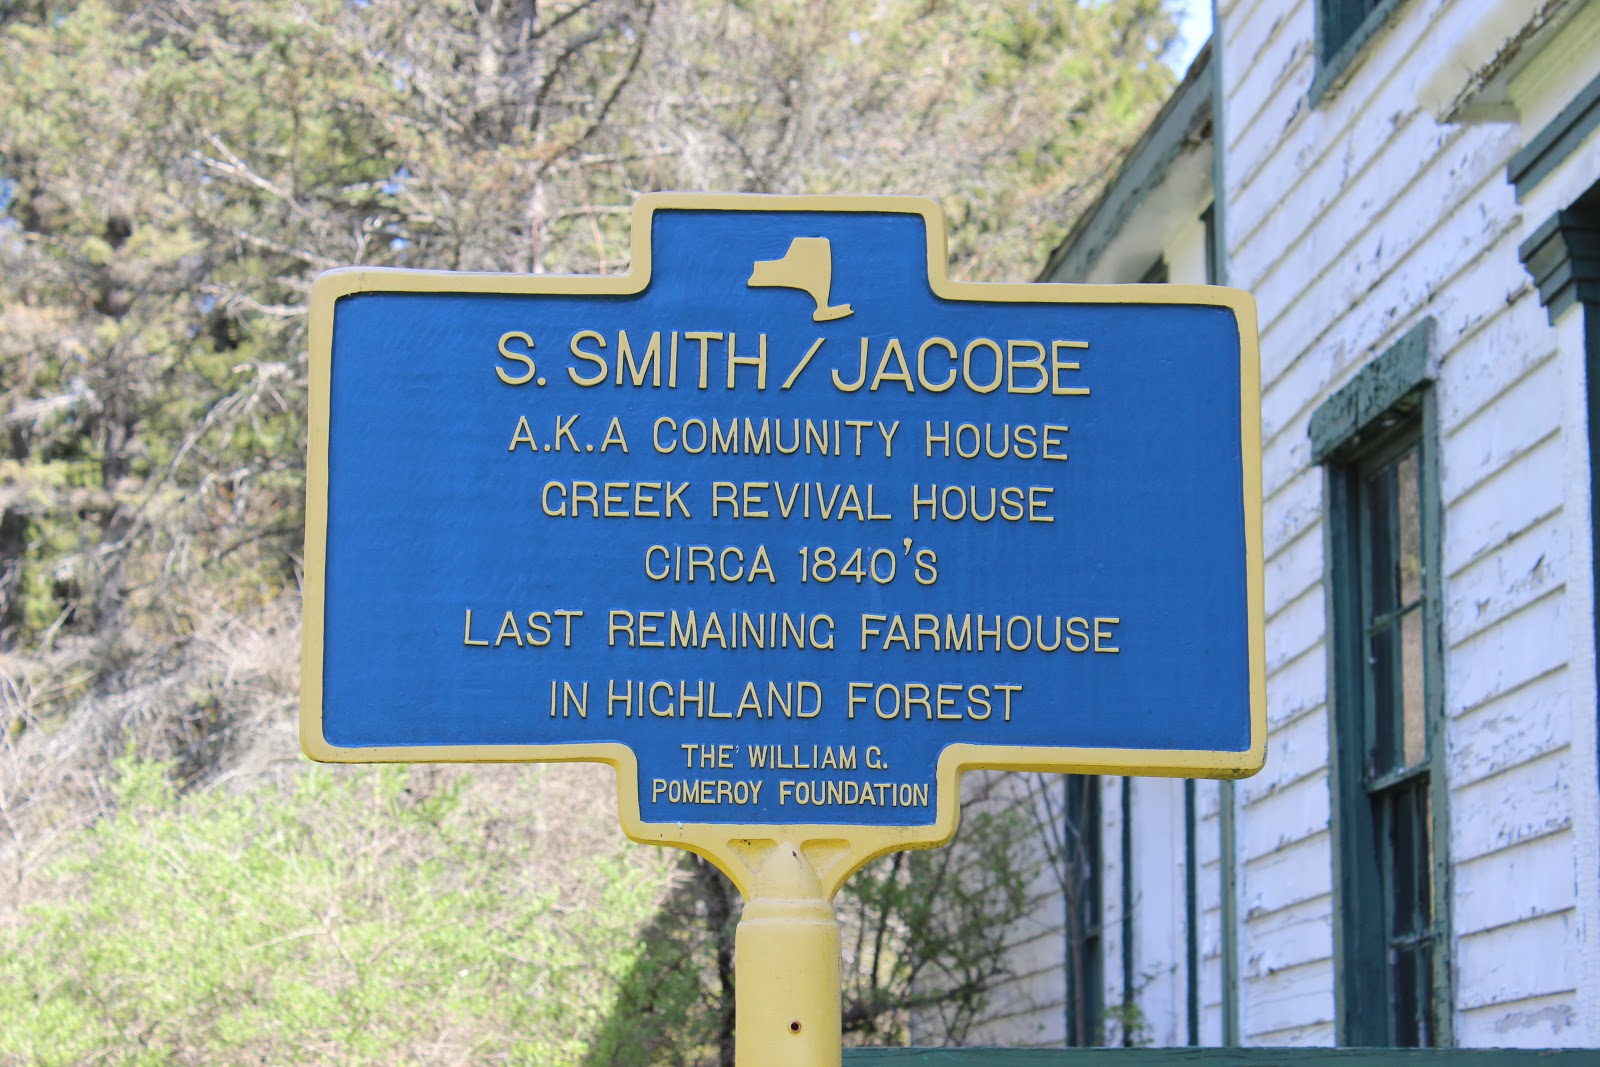 S. SMITH / JACOBE
A.K.A COMMUNITY HOUSE
GREEK REVIVAL HOUSE
CIRCA 1840'S
LAST REMAINING FARMHOUSE
IN HIGHLAND FOREST
THE WILLIAM G.
POMEROY FOUNDATION